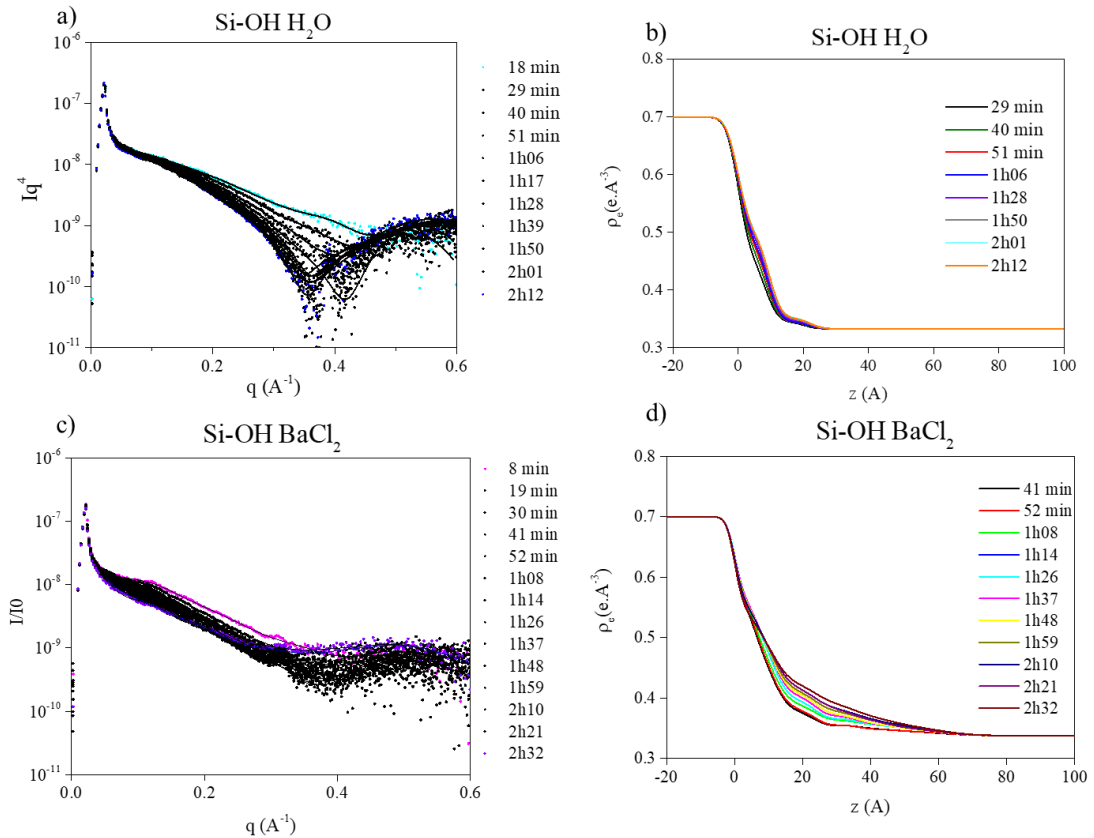 a)
Si-OH H₂O
Iq⁴
10⁻⁶
10⁻⁷
10⁻⁸
10⁻⁹
10⁻¹⁰
10⁻¹¹
0.0 0.2 0.4 0.6
q (A⁻¹)
18 min
29 min
40 min
51 min
1h06
1h17
1h28
1h39
1h50
2h01
2h12
b)
Si-OH H₂O
ρₑ(e.A⁻³)
0.8
0.7
0.6
0.5
0.4
0.3
-20 0 20 40 60 80 100
z (A)
29 min
40 min
51 min
1h06
1h28
1h50
2h01
2h12
c)
Si-OH BaCl₂
I/I0
10⁻⁶
10⁻⁷
10⁻⁸
10⁻⁹
10⁻¹⁰
10⁻¹¹
0.0 0.2 0.4 0.6
q (A⁻¹)
8 min
19 min
30 min
41 min
52 min
1h08
1h14
1h26
1h37
1h48
1h59
2h10
2h21
2h32
d)
Si-OH BaCl₂
ρₑ(e.A⁻³)
0.8
0.7
0.6
0.5
0.4
0.3
-20 0 20 40 60 80 100
z (A)
41 min
52 min
1h08
1h14
1h26
1h37
1h48
1h59
2h10
2h21
2h32